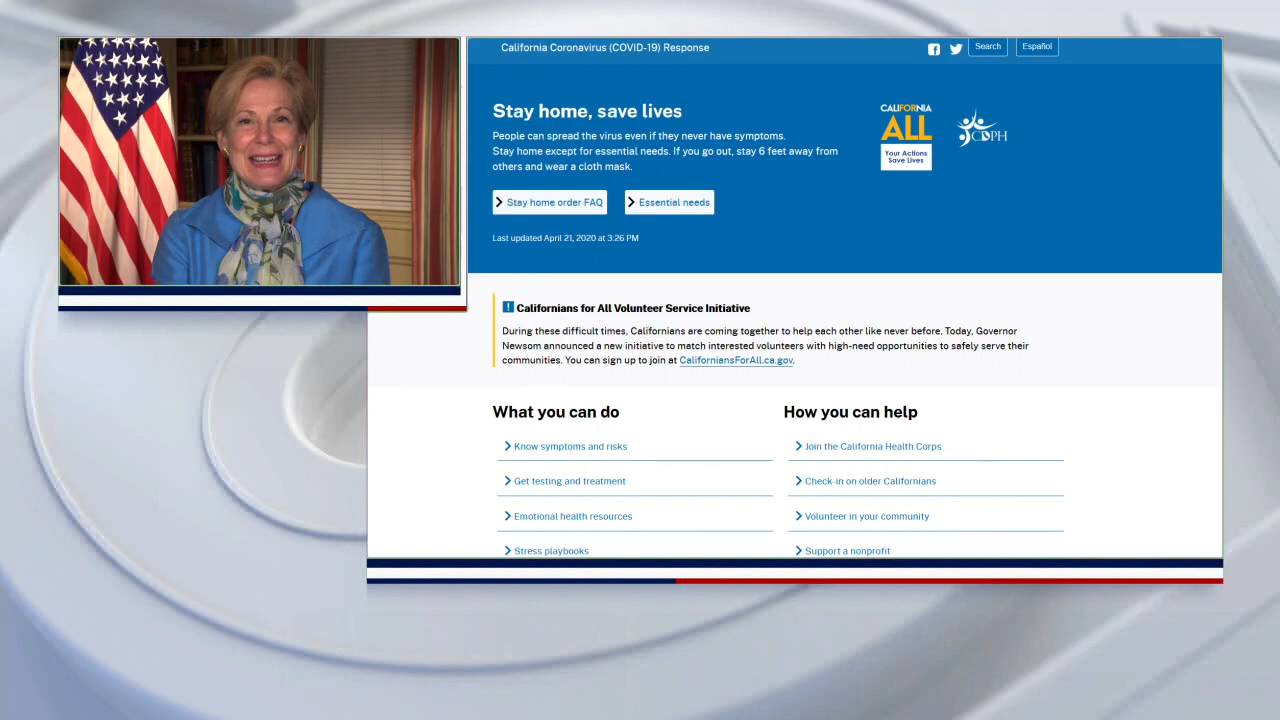 California Coronavirus (COVID-19) Response
Search
Español
Stay home, save lives
People can spread the virus even if they never have symptoms.
Stay home except for essential needs. If you go out, stay 6 feet away from
others and wear a cloth mask.
CALIFORNIA
ALL
Your Actions
Save Lives
CDPH
Stay home order FAQ
Essential needs
Last updated April 21, 2020 at 3:26 PM
Californians for All Volunteer Service Initiative
During these difficult times, Californians are coming together to help each other like never before. Today, Governor
Newsom announced a new initiative to match interested volunteers with high-need opportunities to safely serve their
communities. You can sign up to join at CaliforniansForAll.ca.gov.
What you can do
Know symptoms and risks
Get testing and treatment
Emotional health resources
Stress playbooks
How you can help
Join the California Health Corps
Check-in on older Californians
Volunteer in your community
Support a nonprofit